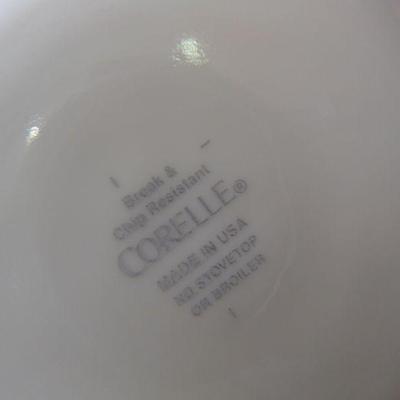 Break &
Chip Resistant
CORELLE®
MADE IN USA
NO STOVETOP
OR BROILER